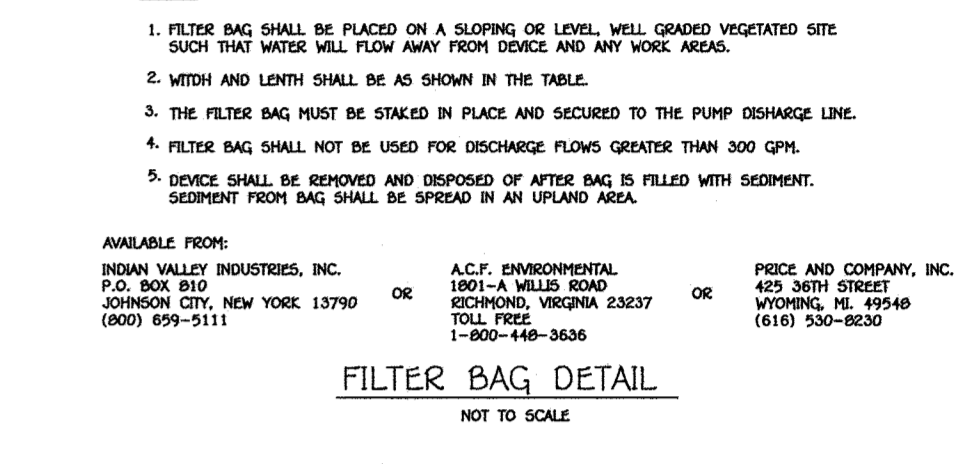 1. FILTER BAG SHALL BE PLACED ON A SLOPING OR LEVEL, WELL GRADED VEGETATED SITE
SUCH THAT WATER WILL FLOW AWAY FROM DEVICE AND ANY WORK AREAS.
2. WITDH AND LENTH SHALL BE AS SHOWN IN THE TABLE.
3. THE FILTER BAG MUST BE STAKED IN PLACE AND SECURED TO THE PUMP DISHARGE LINE.
4. FILTER BAG SHALL NOT BE USED FOR DISCHARGE FLOWS GREATER THAN 300 GPM.
5. DEVICE SHALL BE REMOVED AND DISPOSED OF AFTER BAG IS FILLED WITH SEDIMENT.
SEDIMENT FROM BAG SHALL BE SPREAD IN AN UPLAND AREA.
AVAILABLE FROM:
INDIAN VALLEY INDUSTRIES, INC.
P.O. BOX 810
JOHNSON CITY, NEW YORK 13790
(800) 659-5111
OR
A.C.F. ENVIRONMENTAL
1801-A WILLIS ROAD
RICHMOND, VIRGINIA 23237
TOLL FREE
1-800-448-3636
OR
PRICE AND COMPANY, INC.
425 36TH STREET
WYOMING, MI. 49548
(616) 530-8230
FILTER BAG DETAIL
NOT TO SCALE